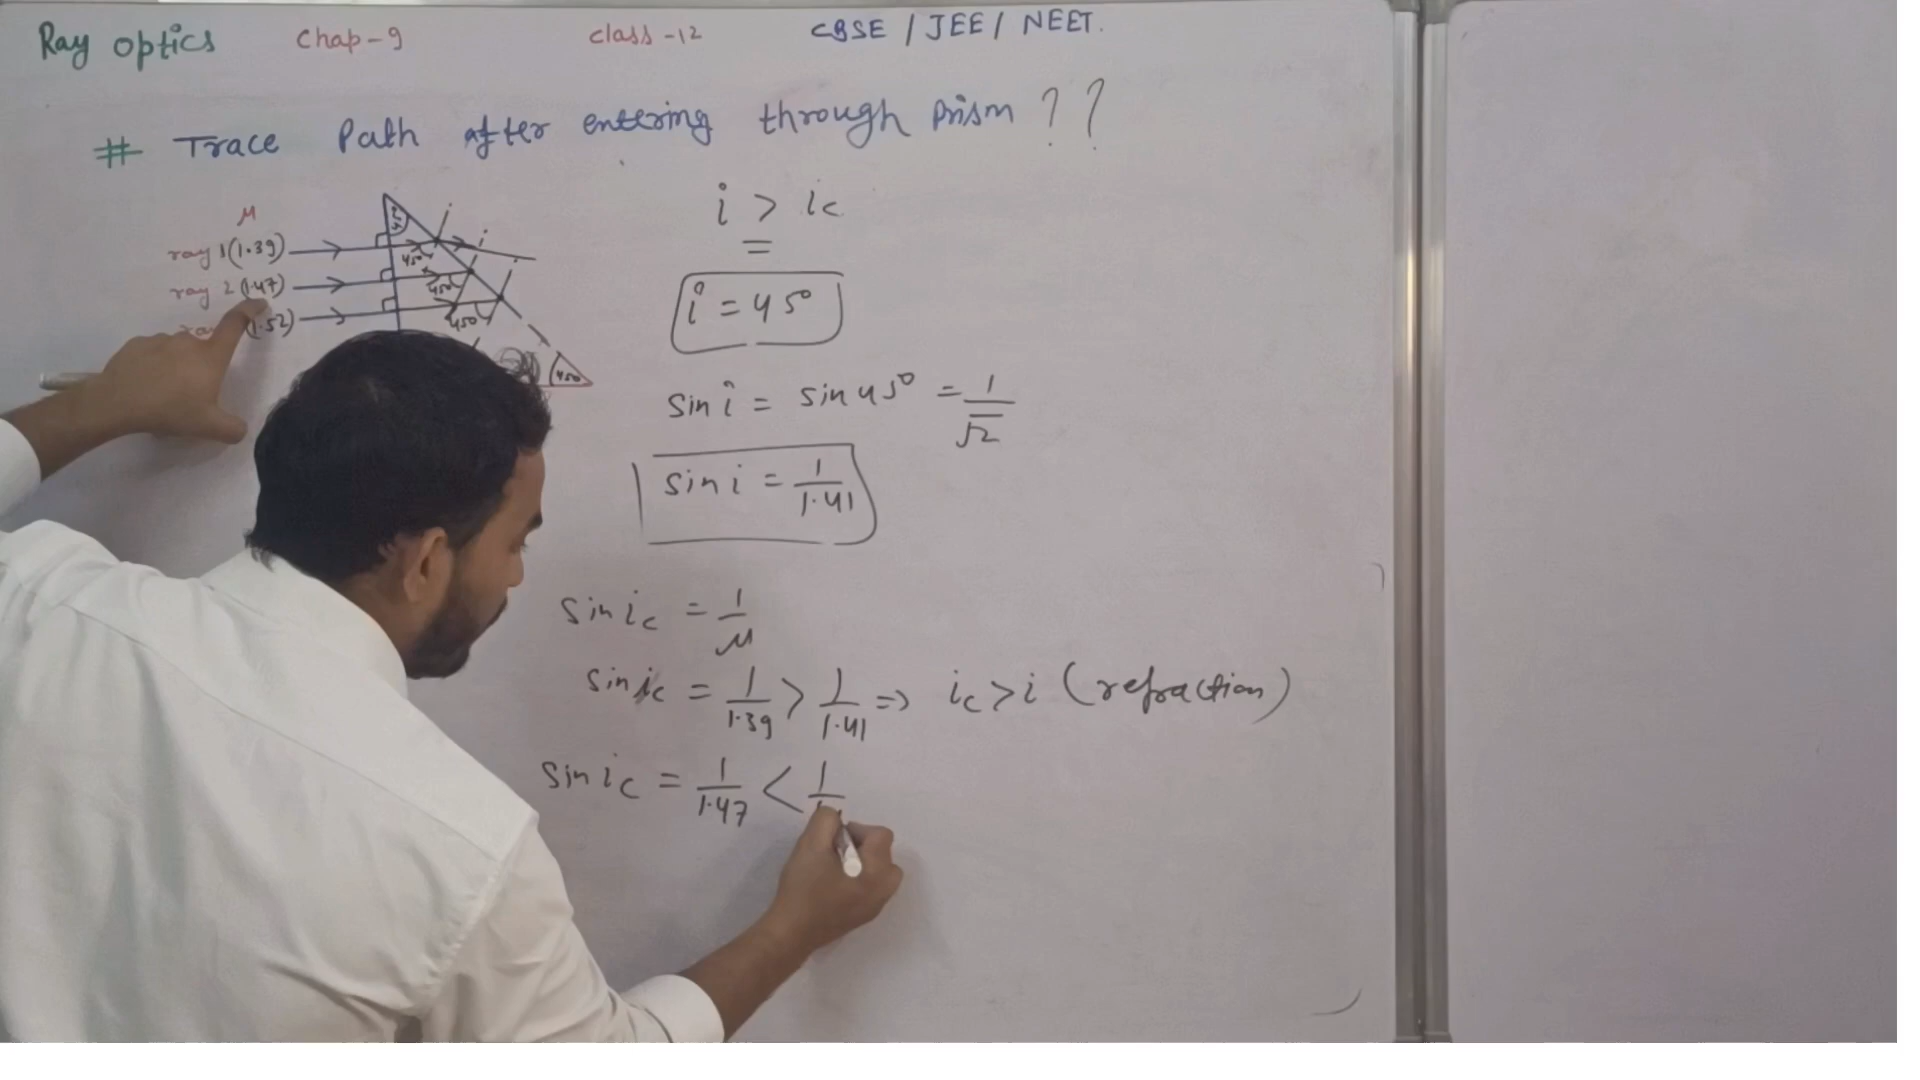 Ray optics Chap-9 class-12 CBSE / JEE / NEET.
# Trace Path after entering through Prism ??
μ
ray 1(1.39)
ray 2(1.47)
(1.52)
45°
45°
45°
45°
i > ic
i = 45°
sin i = sin 45° = 1/√2
sin i = 1/1.41
sin ic = 1/μ
sin ic = 1/1.39 > 1/1.41 => ic > i (refraction)
sin ic = 1/1.47 < 1